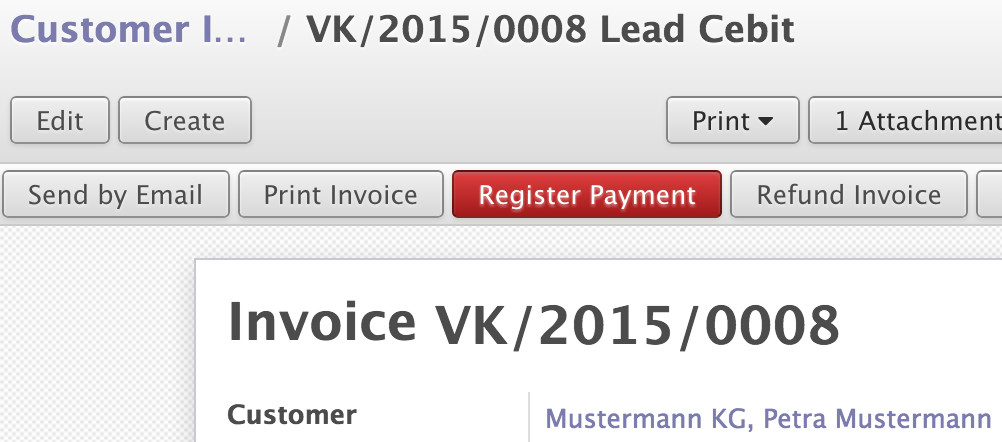 Customer I... / VK/2015/0008 Lead Cebit
Edit Create Print 1 Attachment
Send by Email Print Invoice Register Payment Refund Invoice
Invoice VK/2015/0008
Customer Mustermann KG, Petra Mustermann